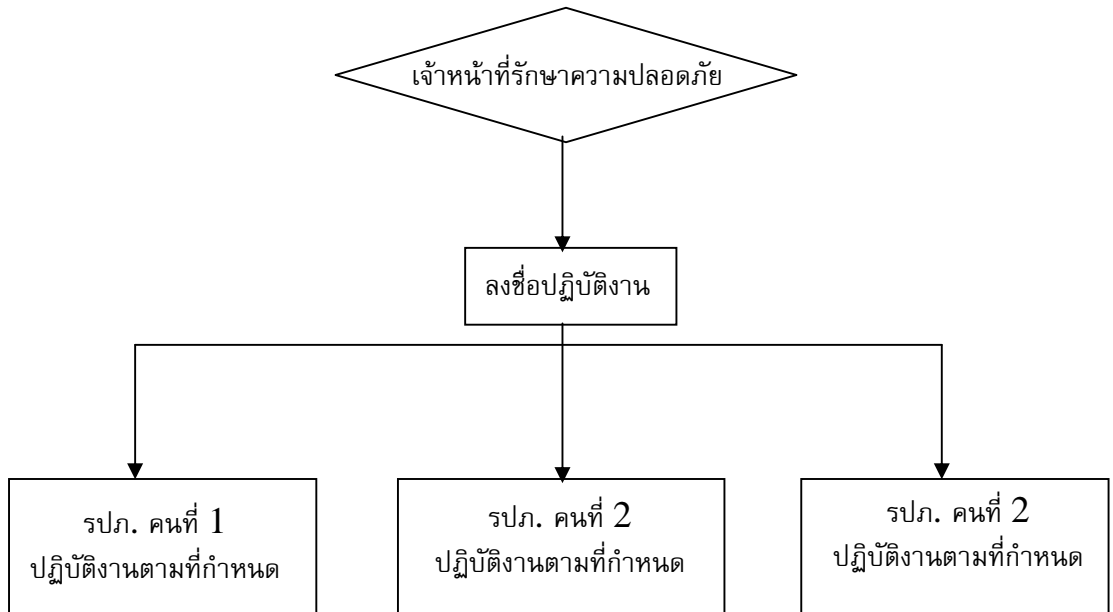 เจ้าหน้าที่รักษาความปลอดภัย
ลงชื่อปฏิบัติงาน
รปภ. คนที่ 1
ปฏิบัติงานตามที่กำหนด
รปภ. คนที่ 2
ปฏิบัติงานตามที่กำหนด
รปภ. คนที่ 2
ปฏิบัติงานตามที่กำหนด